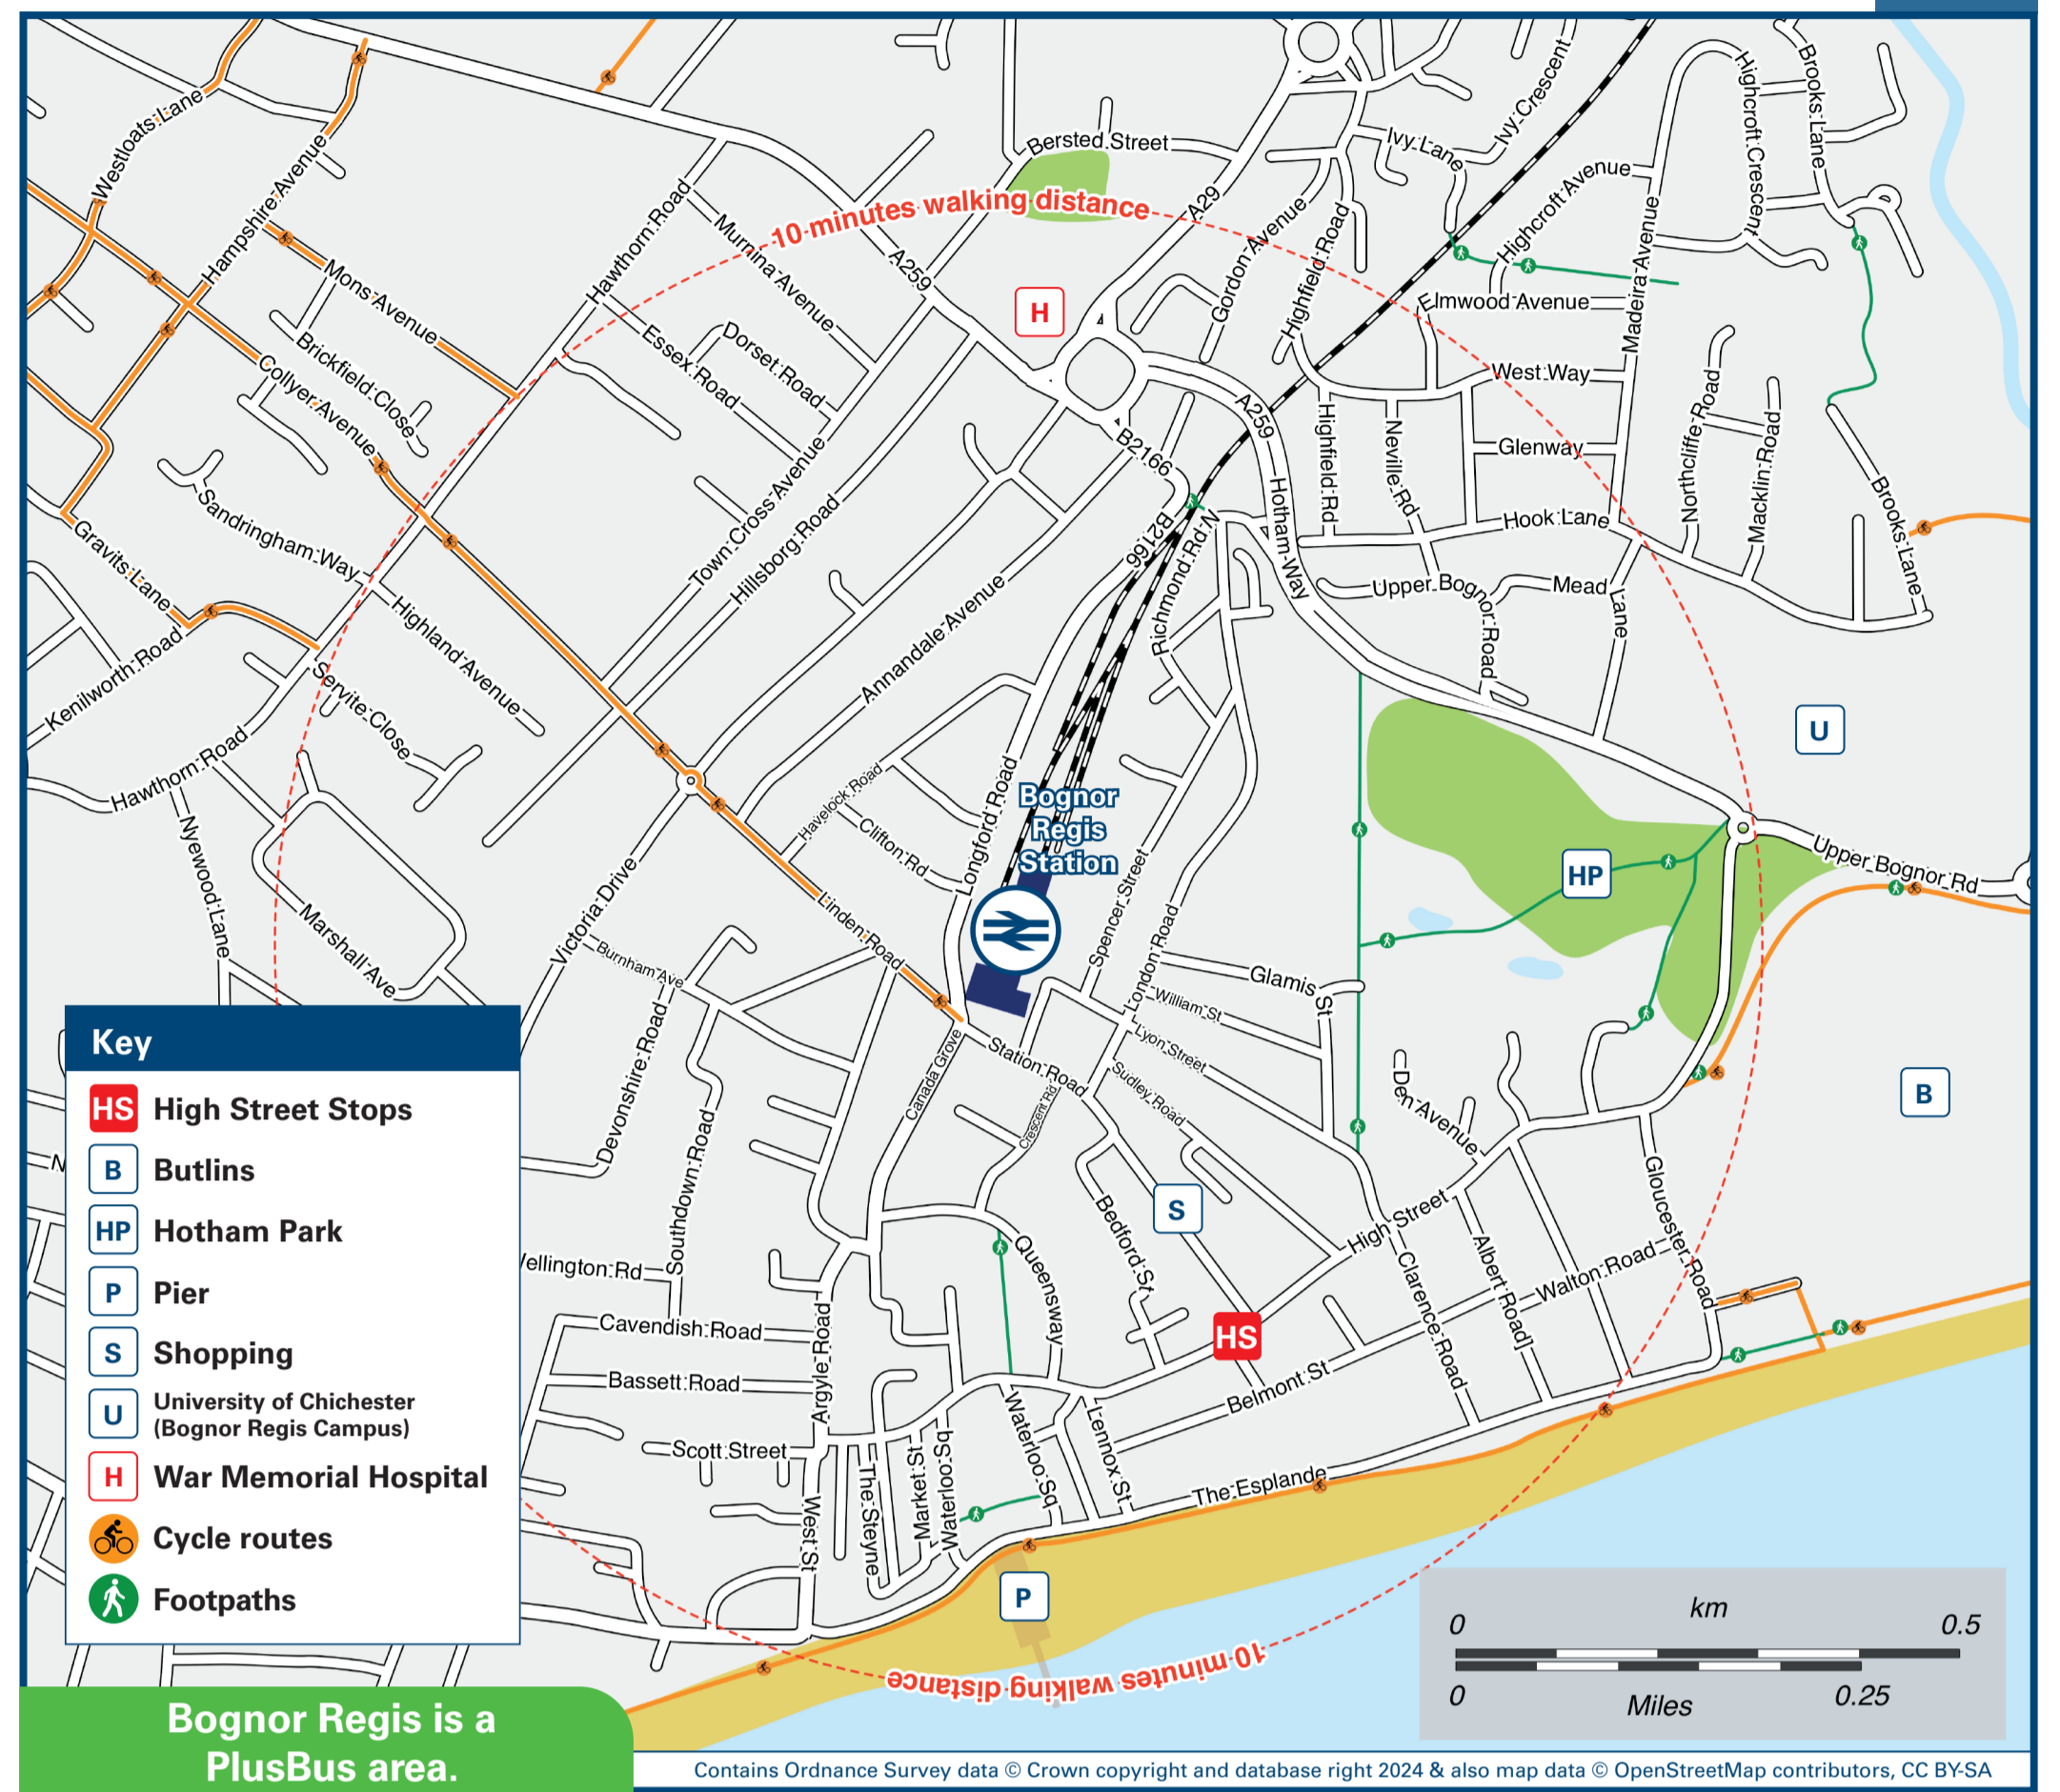 Westloats Lane
Hampshire Avenue
Mons Avenue
Brickfield Close
Collyer Avenue
Gravits Lane
Sandringham Way
Kenilworth Road
Highland Avenue
Servite Close
Hawthorn Road
Hawthorn Road
Nyewood Lane
Marshall Ave
Murnina Avenue
Essex Road
Dorset Road
Town Cross Avenue
Hillsborg Road
Annandale Avenue
10 minutes walking distance
Bersted Street
A29
A259
H
Gordon Avenue
Highfield Road
Ivy Lane
Ivy Crescent
Highcroft Avenue
Highcroft Crescent
Brooks Lane
Madeira Avenue
Elmwood Avenue
West Way
Glenway
Hook Lane
Northcliffe Road
Macklin Road
Brooks Lane
A259
B2166
B2166
Hotham Way
Highfield Rd
Neville Rd
Richmond Rd N
Upper Bognor Road
Mead Lane
U
Havelock Road
Clifton Rd
Longford Road
Bognor
Regis
Station
Spencer Street
London Road
Victoria Drive
Linden Road
Burnham Ave
Devonshire Road
Southdown Road
Canada Grove
Station Road
Crescent Rd
Glamis St
William St
Lyon Street
Sudley Road
HP
Upper Bognor Rd
B
Den Avenue
High Street
Gloucester Road
Albert Road]
Walton Road
Clarence Road
S
Bedford St
Queensway
HS
Belmont St
Wellington Rd
Cavendish Road
Bassett Road
Argyle Road
Scott Street
West St
The Steyne
Market St
Waterloo Sq
Waterloo Sq
Lennox St
The Esplande
P
10 minutes walking distance
Key
HS High Street Stops
B Butlins
HP Hotham Park
P Pier
S Shopping
U University of Chichester
(Bognor Regis Campus)
H War Memorial Hospital
Cycle routes
Footpaths
km
0 0.5
0 Miles 0.25
Bognor Regis is a
PlusBus area.
Contains Ordnance Survey data © Crown copyright and database right 2024 & also map data © OpenStreetMap contributors, CC BY-SA